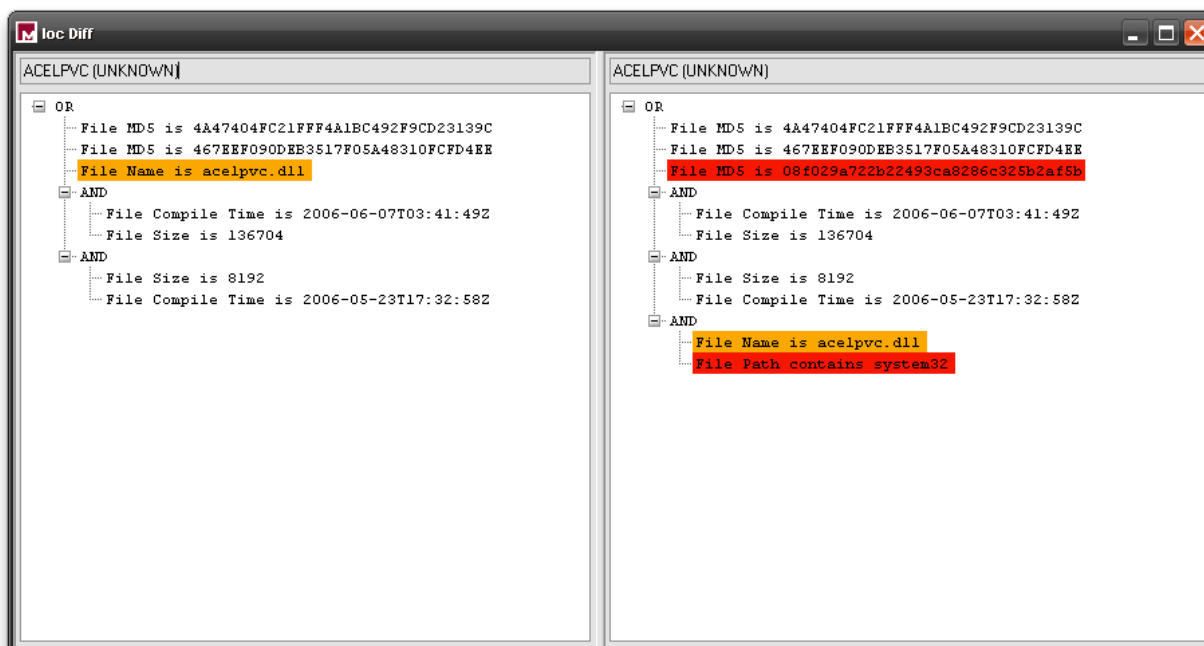 Ioc Diff
ACELPVC (UNKNOWN)
OR
File MD5 is 4A47404FC21FFF4A1BC492F9CD23139C
File MD5 is 467EEF090DEB3517F05A48310FCFD4EE
File Name is acelpvc.dll
AND
File Compile Time is 2006-06-07T03:41:49Z
File Size is 136704
AND
File Size is 8192
File Compile Time is 2006-05-23T17:32:58Z
ACELPVC (UNKNOWN)
OR
File MD5 is 4A47404FC21FFF4A1BC492F9CD23139C
File MD5 is 467EEF090DEB3517F05A48310FCFD4EE
File MD5 is 08f029a722b22493ca8286c325b2af5b
AND
File Compile Time is 2006-06-07T03:41:49Z
File Size is 136704
AND
File Size is 8192
File Compile Time is 2006-05-23T17:32:58Z
AND
File Name is acelpvc.dll
File Path contains system32